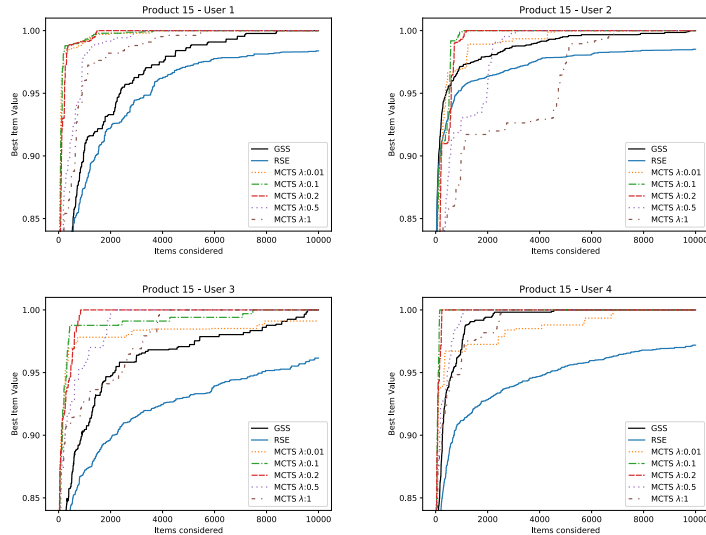 Product 15 - User 1
Best Item Value
1.00
0.95
0.90
0.85
GSS
RSE
MCTS λ:0.01
MCTS λ:0.1
MCTS λ:0.2
MCTS λ:0.5
MCTS λ:1
0 2000 4000 6000 8000 10000
Items considered
Product 15 - User 2
Best Item Value
1.00
0.95
0.90
0.85
GSS
RSE
MCTS λ:0.01
MCTS λ:0.1
MCTS λ:0.2
MCTS λ:0.5
MCTS λ:1
0 2000 4000 6000 8000 10000
Items considered
Product 15 - User 3
Best Item Value
1.00
0.95
0.90
0.85
GSS
RSE
MCTS λ:0.01
MCTS λ:0.1
MCTS λ:0.2
MCTS λ:0.5
MCTS λ:1
0 2000 4000 6000 8000 10000
Items considered
Product 15 - User 4
Best Item Value
1.00
0.95
0.90
0.85
GSS
RSE
MCTS λ:0.01
MCTS λ:0.1
MCTS λ:0.2
MCTS λ:0.5
MCTS λ:1
0 2000 4000 6000 8000 10000
Items considered